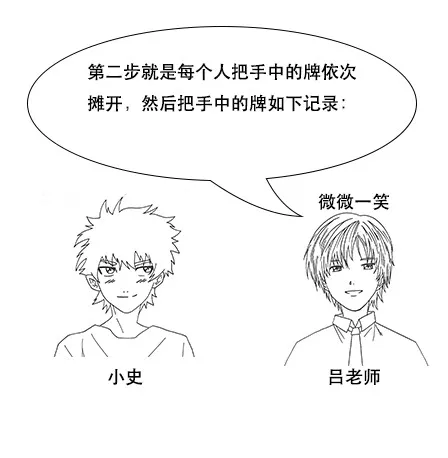 第二步就是每个人把手中的牌依次
摊开，然后把手中的牌如下记录：
微微一笑
小史
吕老师